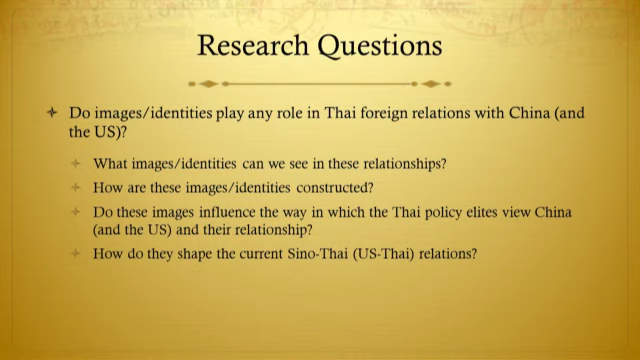 Research Questions
Do images/identities play any role in Thai foreign relations with China (and
the US)?
What images/identities can we see in these relationships?
How are these images/identities constructed?
Do these images influence the way in which the Thai policy elites view China
(and the US) and their relationship?
How do they shape the current Sino-Thai (US-Thai) relations?